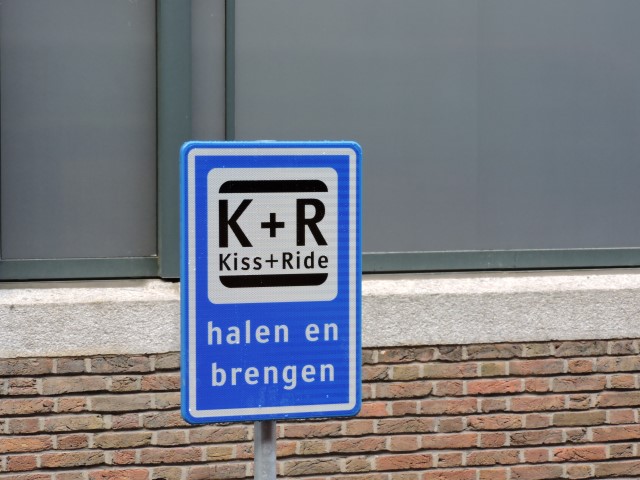 K+R
Kiss+Ride
halen en
brengen